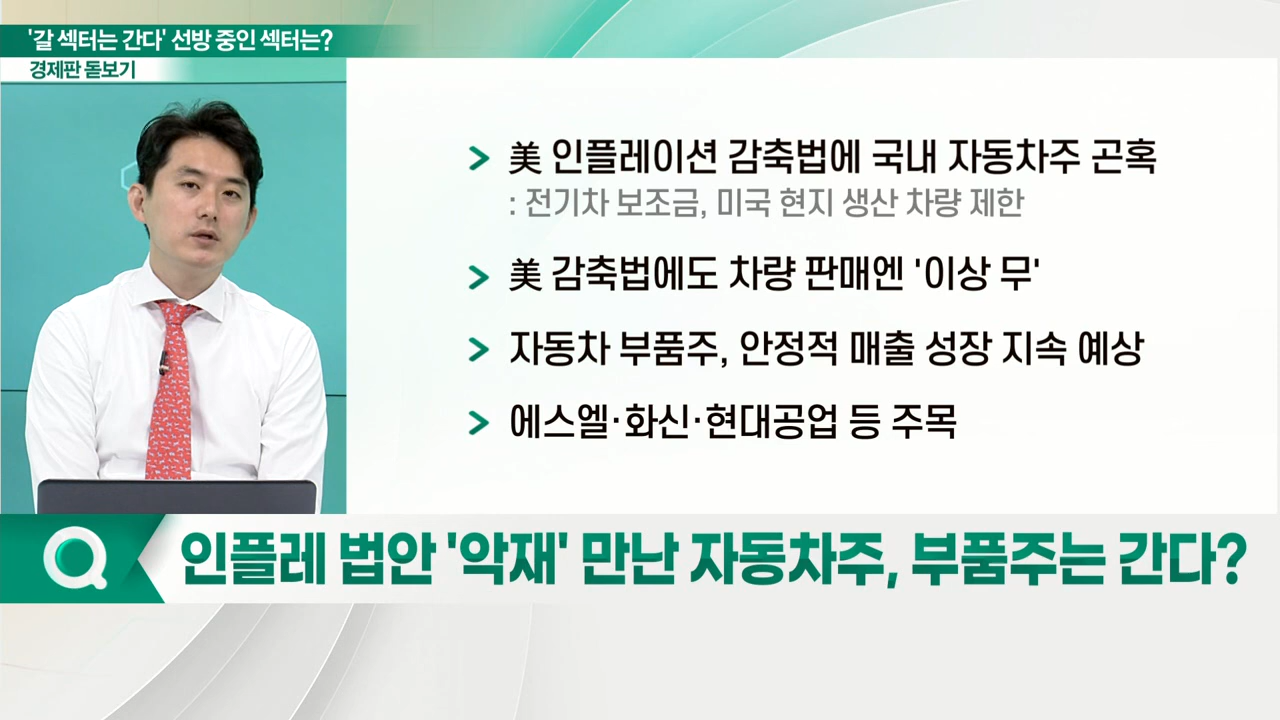 '갈 섹터는 간다' 선방 중인 섹터는?
경제판 돋보기
> 美 인플레이션 감축법에 국내 자동차주 곤혹
: 전기차 보조금, 미국 현지 생산 차량 제한
> 美 감축법에도 차량 판매엔 '이상 무'
> 자동차 부품주, 안정적 매출 성장 지속 예상
> 에스엘·화신·현대공업 등 주목
Q 인플레 법안 '악재' 만난 자동차주, 부품주는 간다?